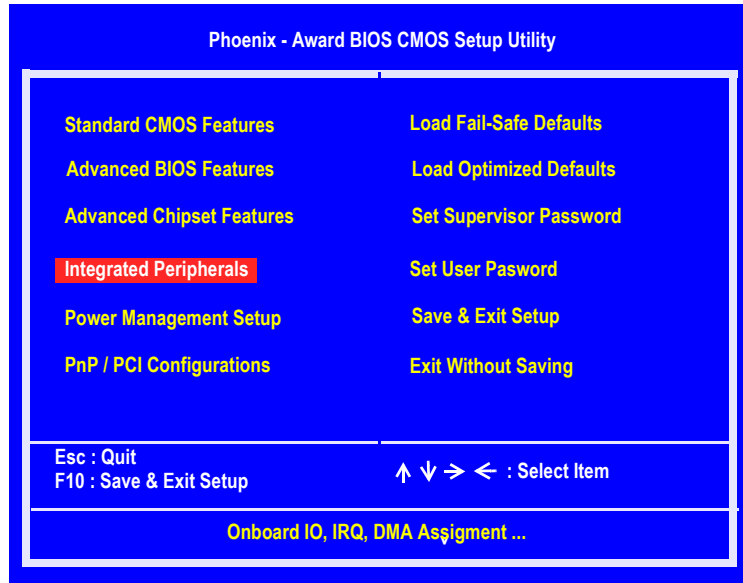 Phoenix - Award BIOS CMOS Setup Utility
Standard CMOS Features
Advanced BIOS Features
Advanced Chipset Features
Integrated Peripherals
Power Management Setup
PnP / PCI Configurations
Load Fail-Safe Defaults
Load Optimized Defaults
Set Supervisor Password
Set User Pasword
Save & Exit Setup
Exit Without Saving
Esc : Quit
F10 : Save & Exit Setup
↑ ↓ → ← : Select Item
Onboard IO, IRQ, DMA Assigment ...